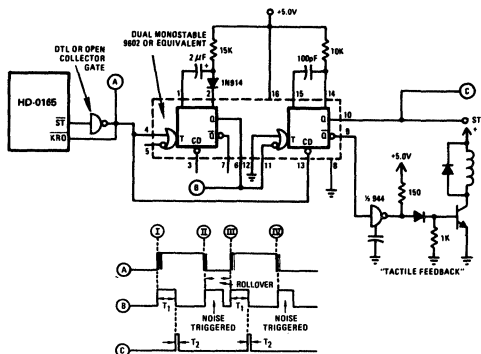 +5.0V
DUAL MONOSTABLE
9602 OR EQUIVALENT
DTL OR OPEN
COLLECTOR
GATE
15K
10K
2 μF
+
100pF
1N914
A
C
HD-0165
1
2
16
15
14
ST
KRO
4
5
T
Q
Q
CD
T
Q
Q
CD
10
9
ST
+
3
7
6
12
11
13
8
B
+5.0V
150
½ 944
1K
"TACTILE FEEDBACK"
I
II
III
IV
A
ROLLOVER
B
T1
NOISE
TRIGGERED
T1
NOISE
TRIGGERED
C
T2
T2